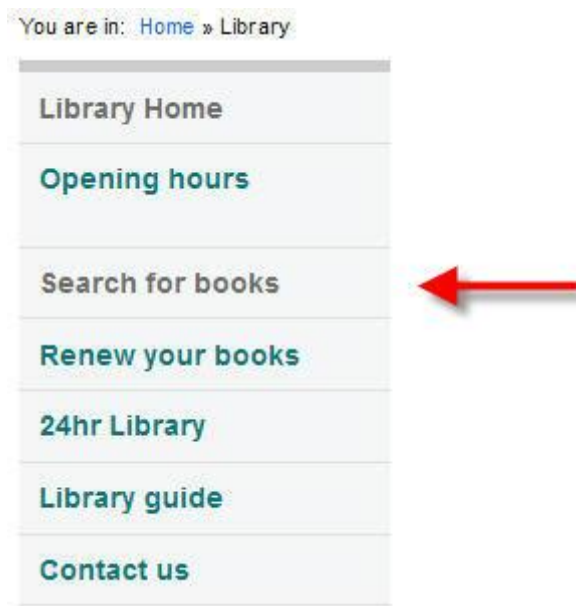 You are in: Home » Library
Library Home
Opening hours
Search for books
Renew your books
24hr Library
Library guide
Contact us